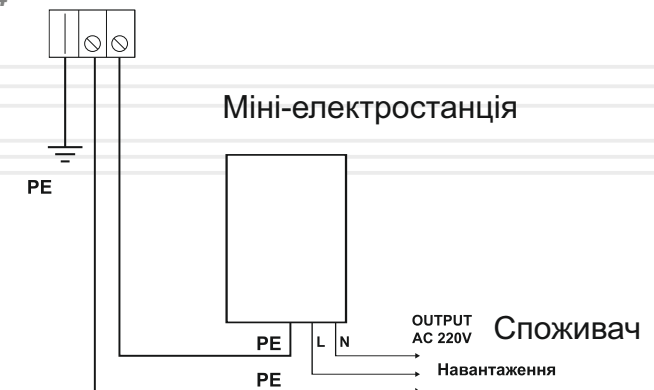 Міні-електростанція
PE
PE L N
OUTPUT
AC 220V
Споживач
Навантаження
PE